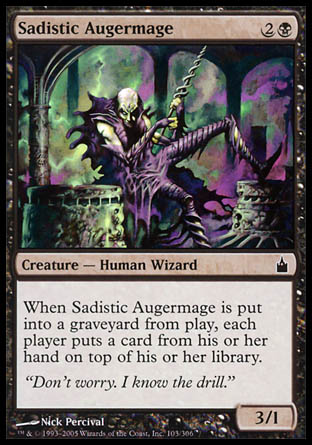 Sadistic Augermage 2
Creature — Human Wizard
When Sadistic Augermage is put
into a graveyard from play, each
player puts a card from his or her
hand on top of his or her library.
“Don’t worry. I know the drill.”
Nick Percival
™ & © 1993–2005 Wizards of the Coast, Inc. 103/306
3/1